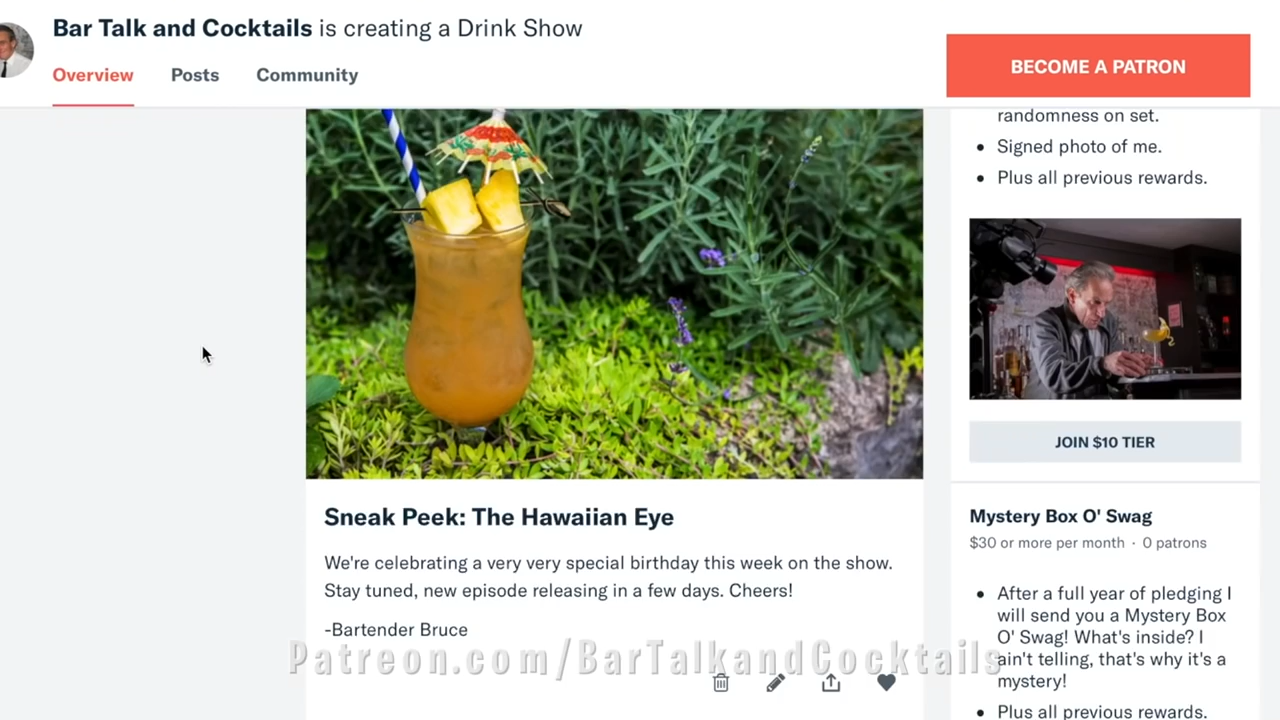 Bar Talk and Cocktails is creating a Drink Show
Overview Posts Community
BECOME A PATRON
randomness on set.
Signed photo of me.
Plus all previous rewards.
JOIN $10 TIER
Sneak Peek: The Hawaiian Eye
We're celebrating a very very special birthday this week on the show.
Stay tuned, new episode releasing in a few days. Cheers!
-Bartender Bruce
Mystery Box O' Swag
$30 or more per month · 0 patrons
After a full year of pledging I
will send you a Mystery Box
O' Swag! What's inside? I
ain't telling, that's why it's a
mystery!
Plus all previous rewards.
Patreon.com/BarTalkandCocktails